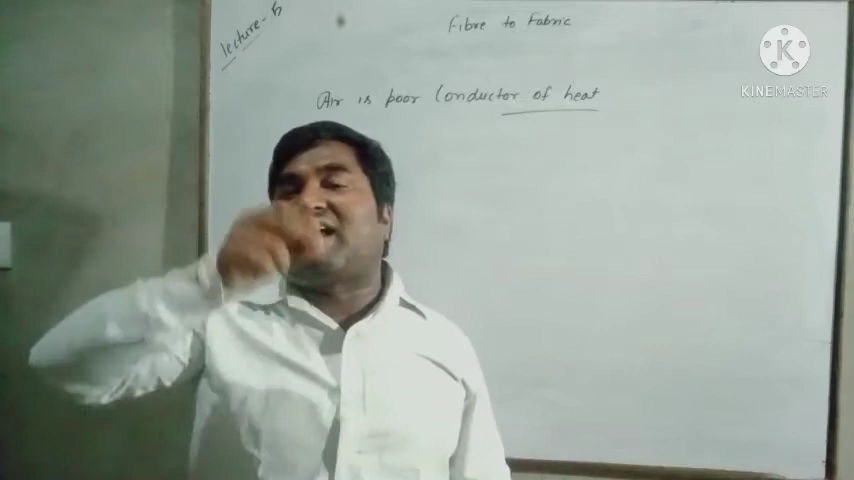 lecture-5
Fibre to Fabric
Air is poor Conductor of heat
KINEMASTER